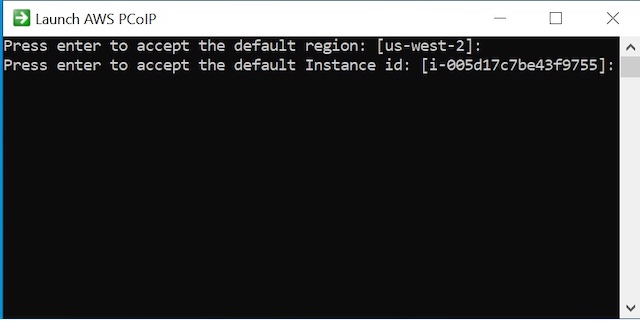 Launch AWS PCoIP
Press enter to accept the default region: [us-west-2]:
Press enter to accept the default Instance id: [i-005d17c7be43f9755]: